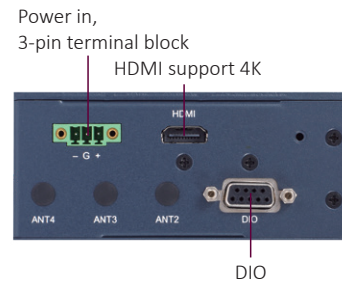 Power in,
3-pin terminal block
HDMI support 4K
HDMI
– G +
ANT4 ANT3 ANT2 DIO
DIO